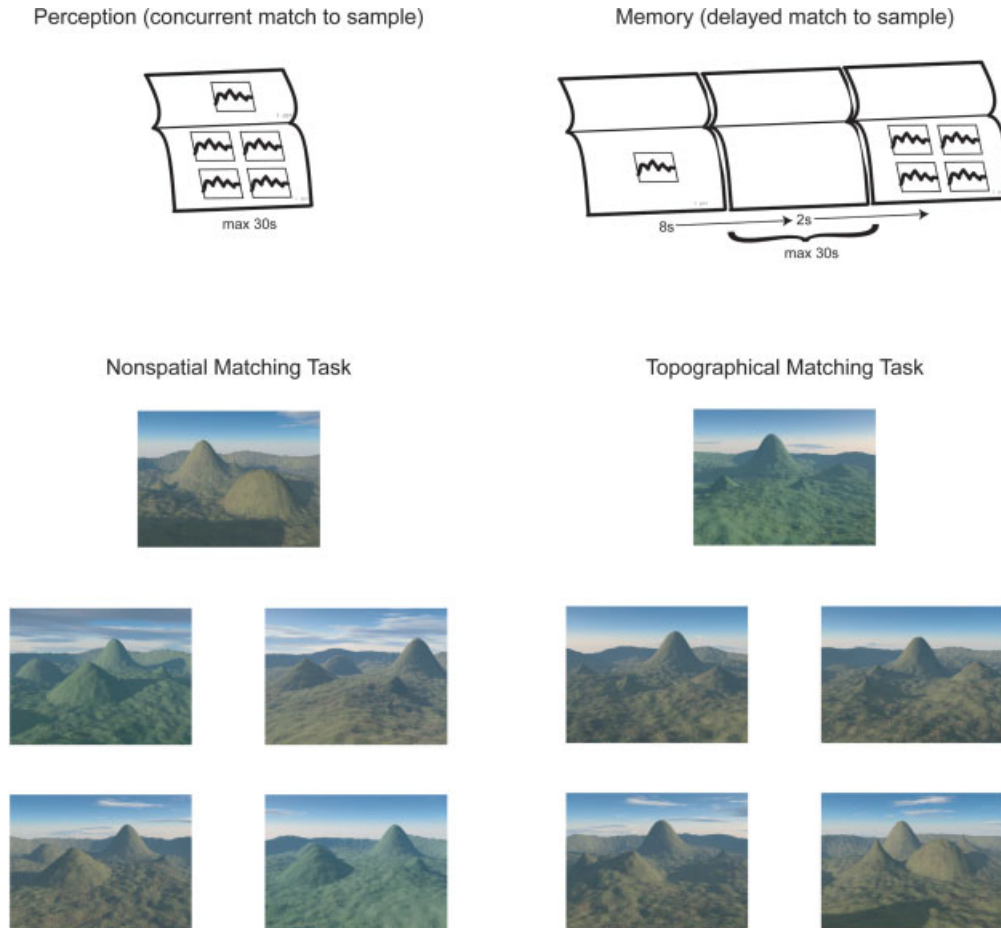 Perception (concurrent match to sample)
Memory (delayed match to sample)
max 30s
8s
2s
max 30s
Nonspatial Matching Task
Topographical Matching Task